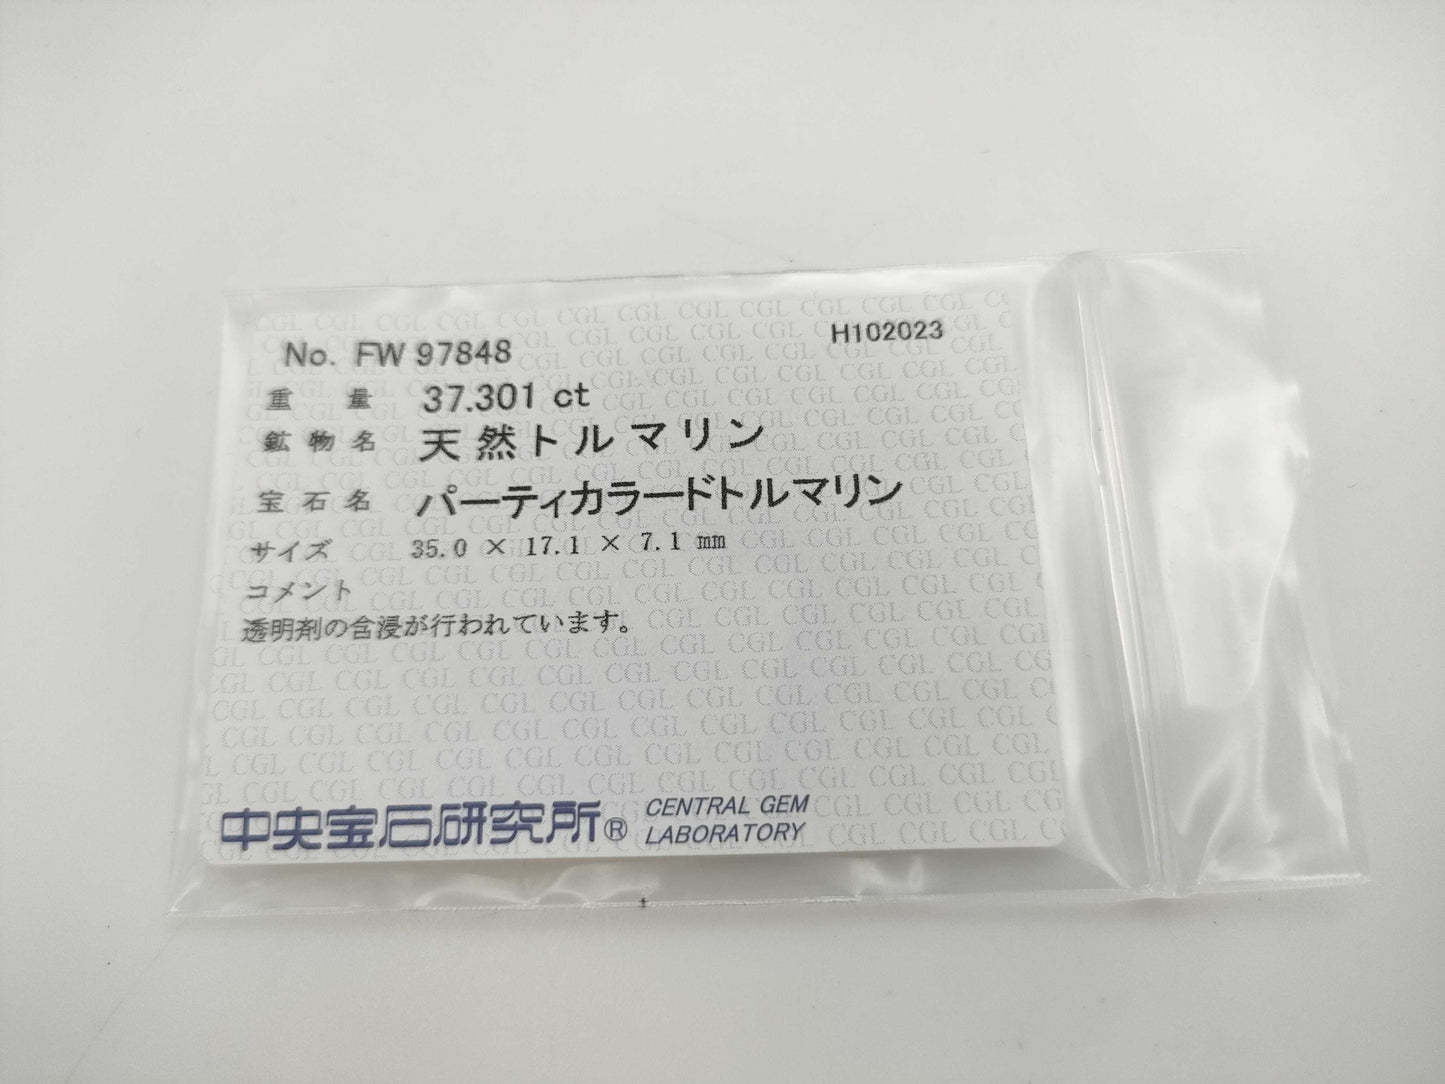 No. FW 97848
H102023
重量 37.301 ct
鉱物名 天然トルマリン
宝石名 パーティカラードトルマリン
サイズ 35.0 × 17.1 × 7.1 mm
コメント
透明剤の含浸が行われています。
中央宝石研究所® CENTRAL GEM
LABORATORY